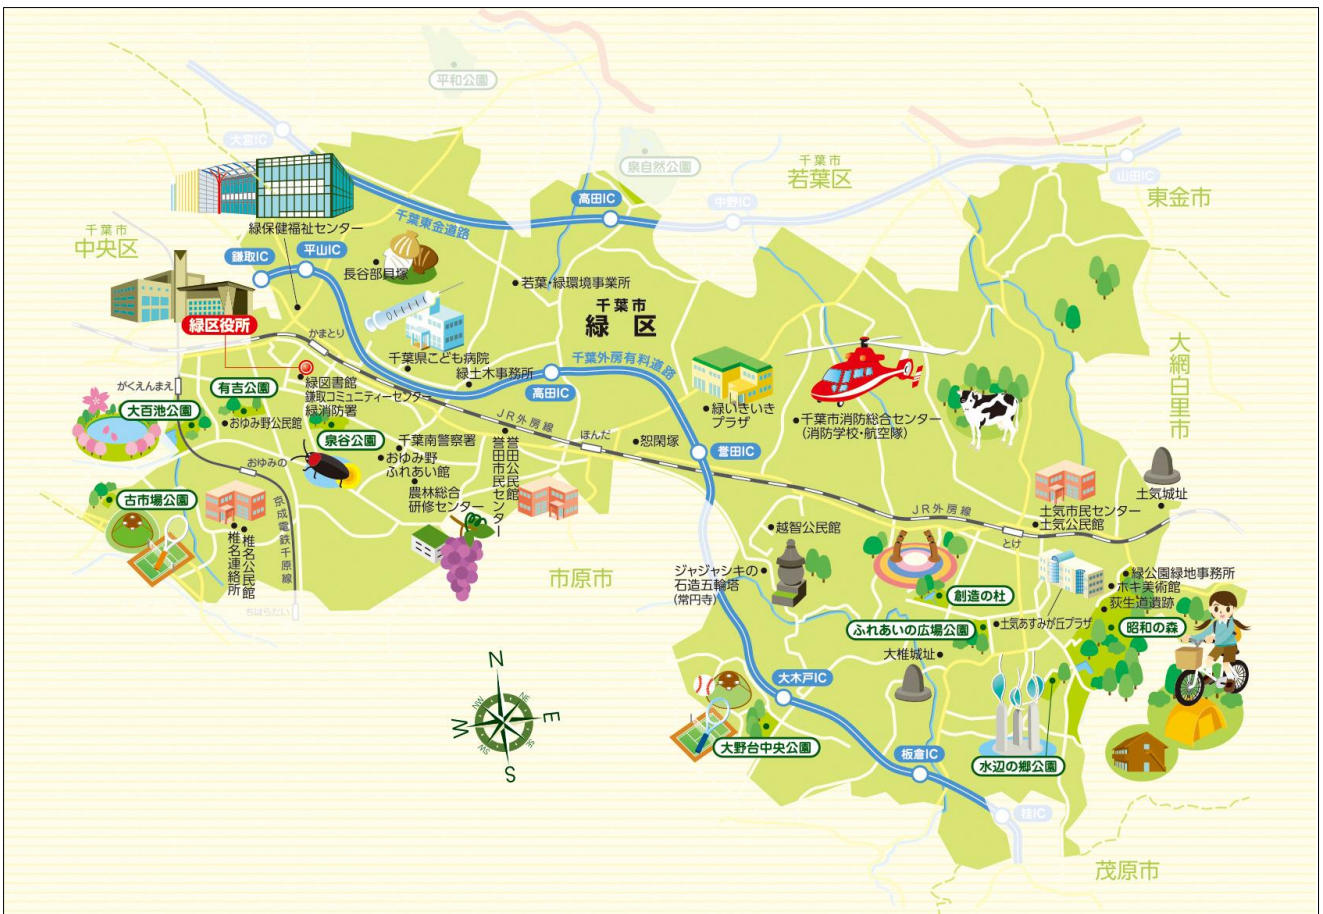 平和公園
大宮IC
泉自然公園
千葉市
若葉区
山田IC
高田IC
中野IC
東金市
千葉東金道路
千葉市
中央区
緑保健福祉センター
鎌取IC
平山IC
長谷部貝塚
若葉・緑環境事業所
千葉市
緑区
緑区役所
かまとり
千葉県こども病院
緑土木事務所
千葉外房有料道路
高田IC
大網白里市
がくえんまえ
有吉公園
緑図書館
鎌取コミュニティーセンター
緑消防署
大百池公園
おゆみ野公民館
泉谷公園
千葉南警察署
おゆみ野
ふれあい館
農林総合
研修センター
JR外房線
ほんだ
誉田公民館
誉田市民センター
恕閑塚
緑いきいき
プラザ
千葉市消防総合センター
(消防学校・航空隊)
誉田IC
おゆみの
古市場公園
京成電鉄千原線
椎名公民館
椎名連絡所
ちはらだい
市原市
越智公民館
JR外房線
とけ
土気市民センター
土気公民館
土気城址
ジャジャシキの
石造五輪塔
(常円寺)
創造の杜
緑公園緑地事務所
ホキ美術館
荻生道遺跡
昭和の森
ふれあいの広場公園
土気あすみが丘プラザ
大椎城址
大木戸IC
大野台中央公園
板倉IC
水辺の郷公園
桂IC
茂原市
N
NE
E
SE
S
SW
W
NW